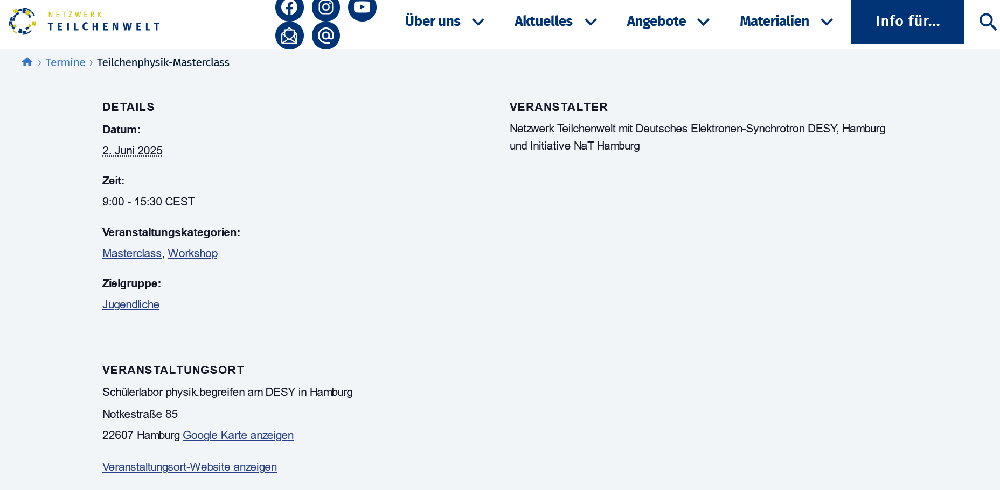 NETZWERK
TEILCHENWELT
Über uns
Aktuelles
Angebote
Materialien
Info für...
› Termine › Teilchenphysik-Masterclass
DETAILS
Datum:
2. Juni 2025
Zeit:
9:00 - 15:30 CEST
Veranstaltungskategorien:
Masterclass, Workshop
Zielgruppe:
Jugendliche
VERANSTALTER
Netzwerk Teilchenwelt mit Deutsches Elektronen-Synchrotron DESY, Hamburg
und Initiative NaT Hamburg
VERANSTALTUNGSORT
Schülerlabor physik.begreifen am DESY in Hamburg
Notkestraße 85
22607 Hamburg Google Karte anzeigen
Veranstaltungsort-Website anzeigen